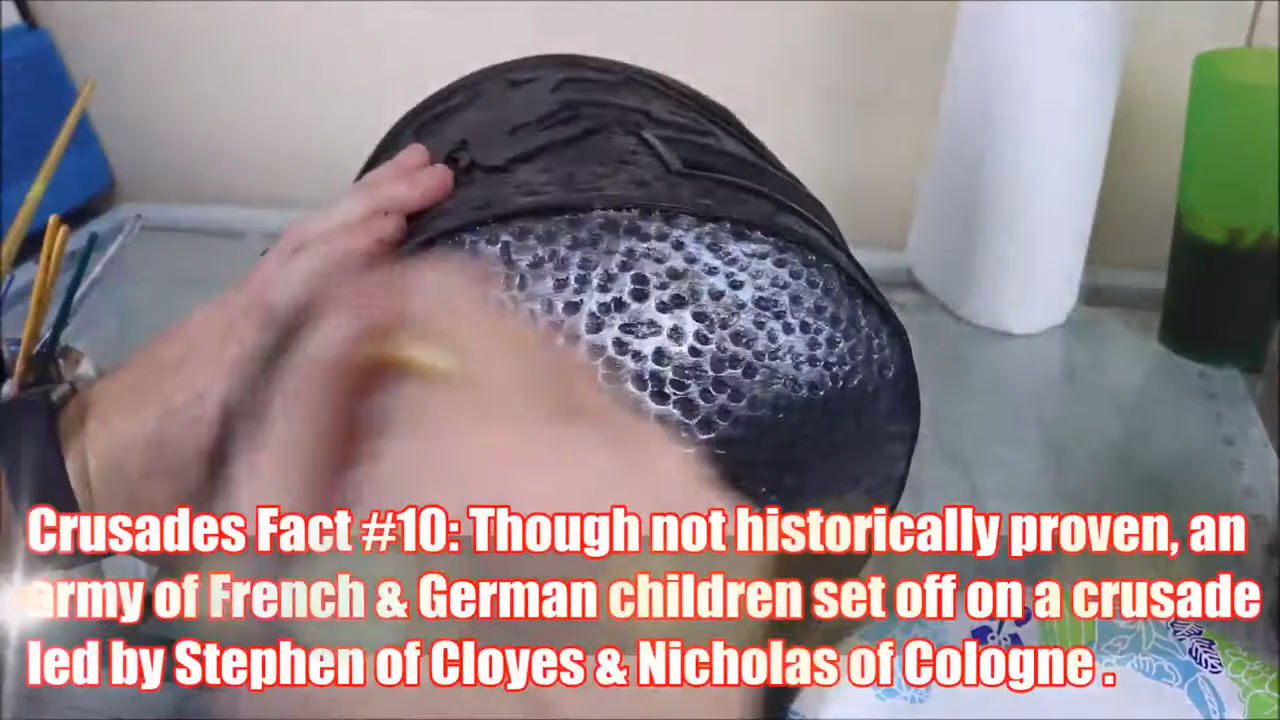 Crusades Fact #10: Though not historically proven, an
army of French & German children set off on a crusade
led by Stephen of Cloyes & Nicholas of Cologne .